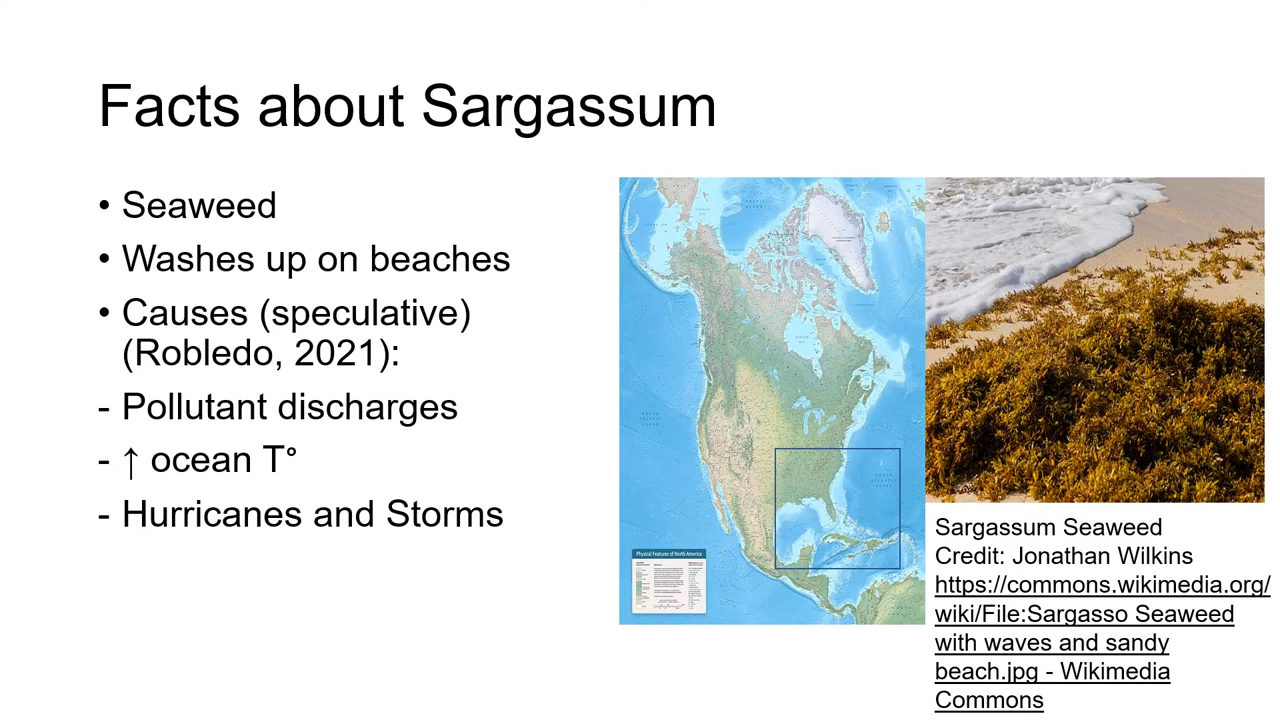 Facts about Sargassum
• Seaweed
• Washes up on beaches
• Causes (speculative)
(Robledo, 2021):
- Pollutant discharges
- ↑ ocean T°
- Hurricanes and Storms
Physical Features of North America
Sargassum Seaweed
Credit: Jonathan Wilkins
https://commons.wikimedia.org/
wiki/File:Sargasso Seaweed
with waves and sandy
beach.jpg - Wikimedia
Commons